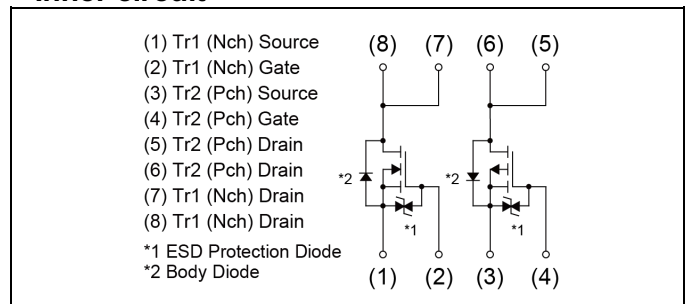 (1) Tr1 (Nch) Source
(2) Tr1 (Nch) Gate
(3) Tr2 (Pch) Source
(4) Tr2 (Pch) Gate
(5) Tr2 (Pch) Drain
(6) Tr2 (Pch) Drain
(7) Tr1 (Nch) Drain
(8) Tr1 (Nch) Drain
*1 ESD Protection Diode
*2 Body Diode
(8) (7) (6) (5)
*2 *2
*1 *1
(1) (2) (3) (4)